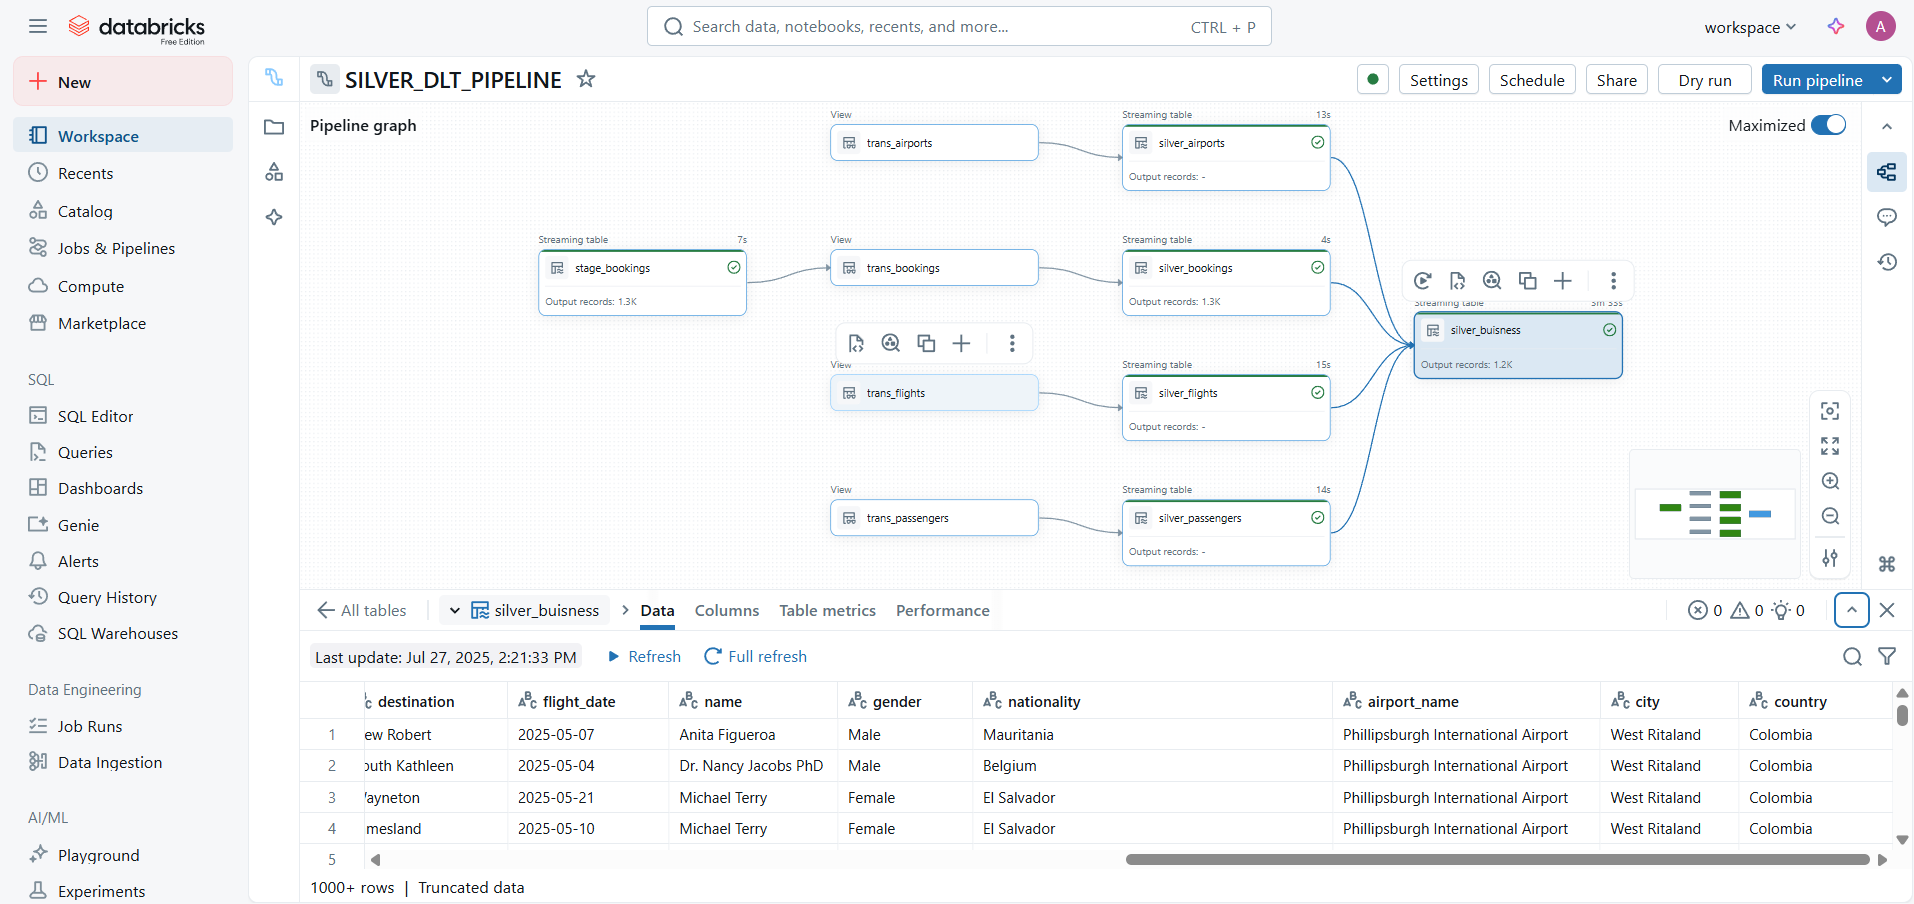 databricks
Free Edition
Search data, notebooks, recents, and more...
CTRL + P
workspace
A
New
Workspace
Recents
Catalog
Jobs & Pipelines
Compute
Marketplace
SQL
SQL Editor
Queries
Dashboards
Genie
Alerts
Query History
SQL Warehouses
Data Engineering
Job Runs
Data Ingestion
AI/ML
Playground
Experiments
SILVER_DLT_PIPELINE
Settings
Schedule
Share
Dry run
Run pipeline
Pipeline graph
Maximized
View
trans_airports
Streaming table 13s
silver_airports
Output records: -
Streaming table 7s
stage_bookings
Output records: 1.3K
View
trans_bookings
Streaming table 4s
silver_bookings
Output records: 1.3K
Streaming table 3m 33s
silver_buisness
Output records: 1.2K
View
trans_flights
Streaming table 15s
silver_flights
Output records: -
View
trans_passengers
Streaming table 14s
silver_passengers
Output records: -
All tables
silver_buisness
Data
Columns
Table metrics
Performance
0 0 0
Last update: Jul 27, 2025, 2:21:33 PM
Refresh
Full refresh
destination flight_date name gender nationality airport_name city country
1 ew Robert 2025-05-07 Anita Figueroa Male Mauritania Phillipsburgh International Airport West Ritaland Colombia
2 outh Kathleen 2025-05-04 Dr. Nancy Jacobs PhD Male Belgium Phillipsburgh International Airport West Ritaland Colombia
3 ayneton 2025-05-21 Michael Terry Female El Salvador Phillipsburgh International Airport West Ritaland Colombia
4 mesland 2025-05-10 Michael Terry Female El Salvador Phillipsburgh International Airport West Ritaland Colombia
5
1000+ rows | Truncated data